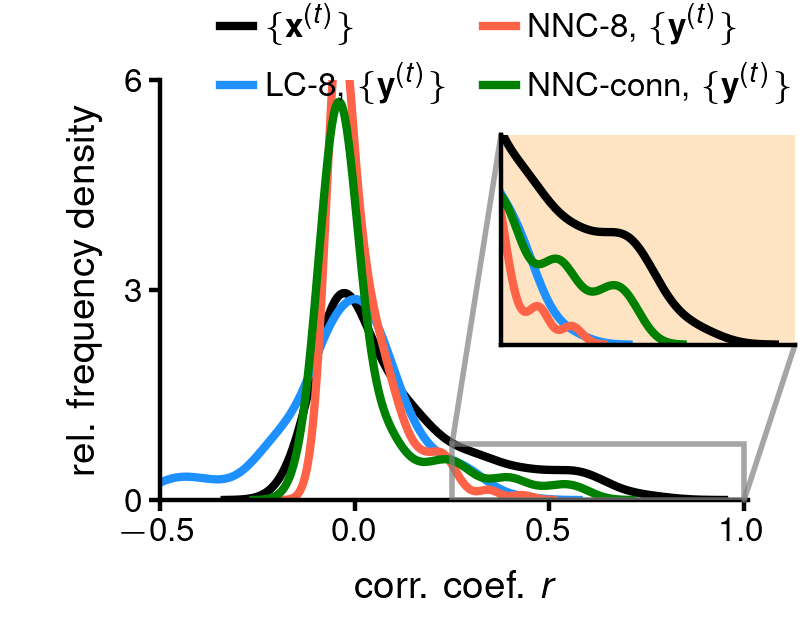 {x^(t)} NNC-8, {y^(t)}
LC-8, {y^(t)} NNC-conn, {y^(t)}
6
rel. frequency density
3
0
−0.5 0.0 0.5 1.0
corr. coef. r